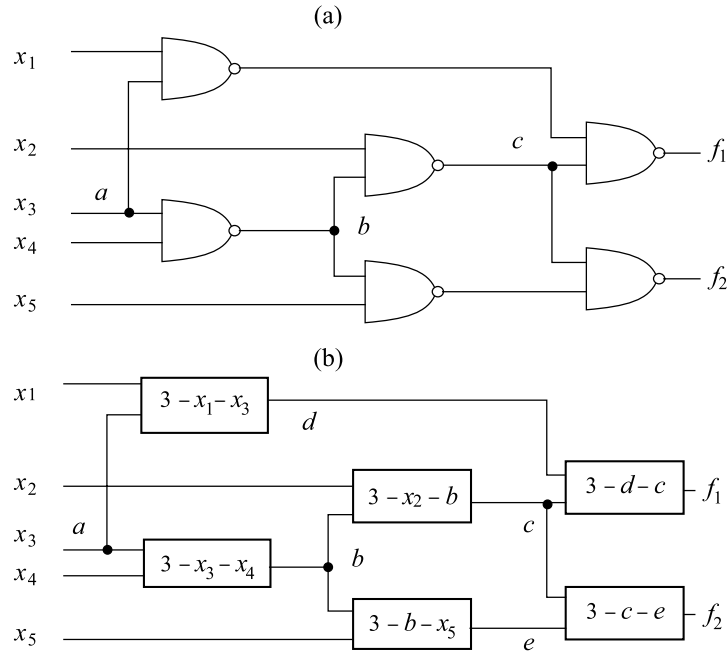 (a)
x₁
x₂
c
f₁
a
x₃
b
x₄
f₂
x₅
(b)
x1
3 – x₁– x₃
d
x₂
3 – x₂ – b
3 – d – c
f₁
a
x₃
c
3 – x₃ – x₄
b
x₄
3 – b – x₅
3 – c – e
f₂
x₅
e